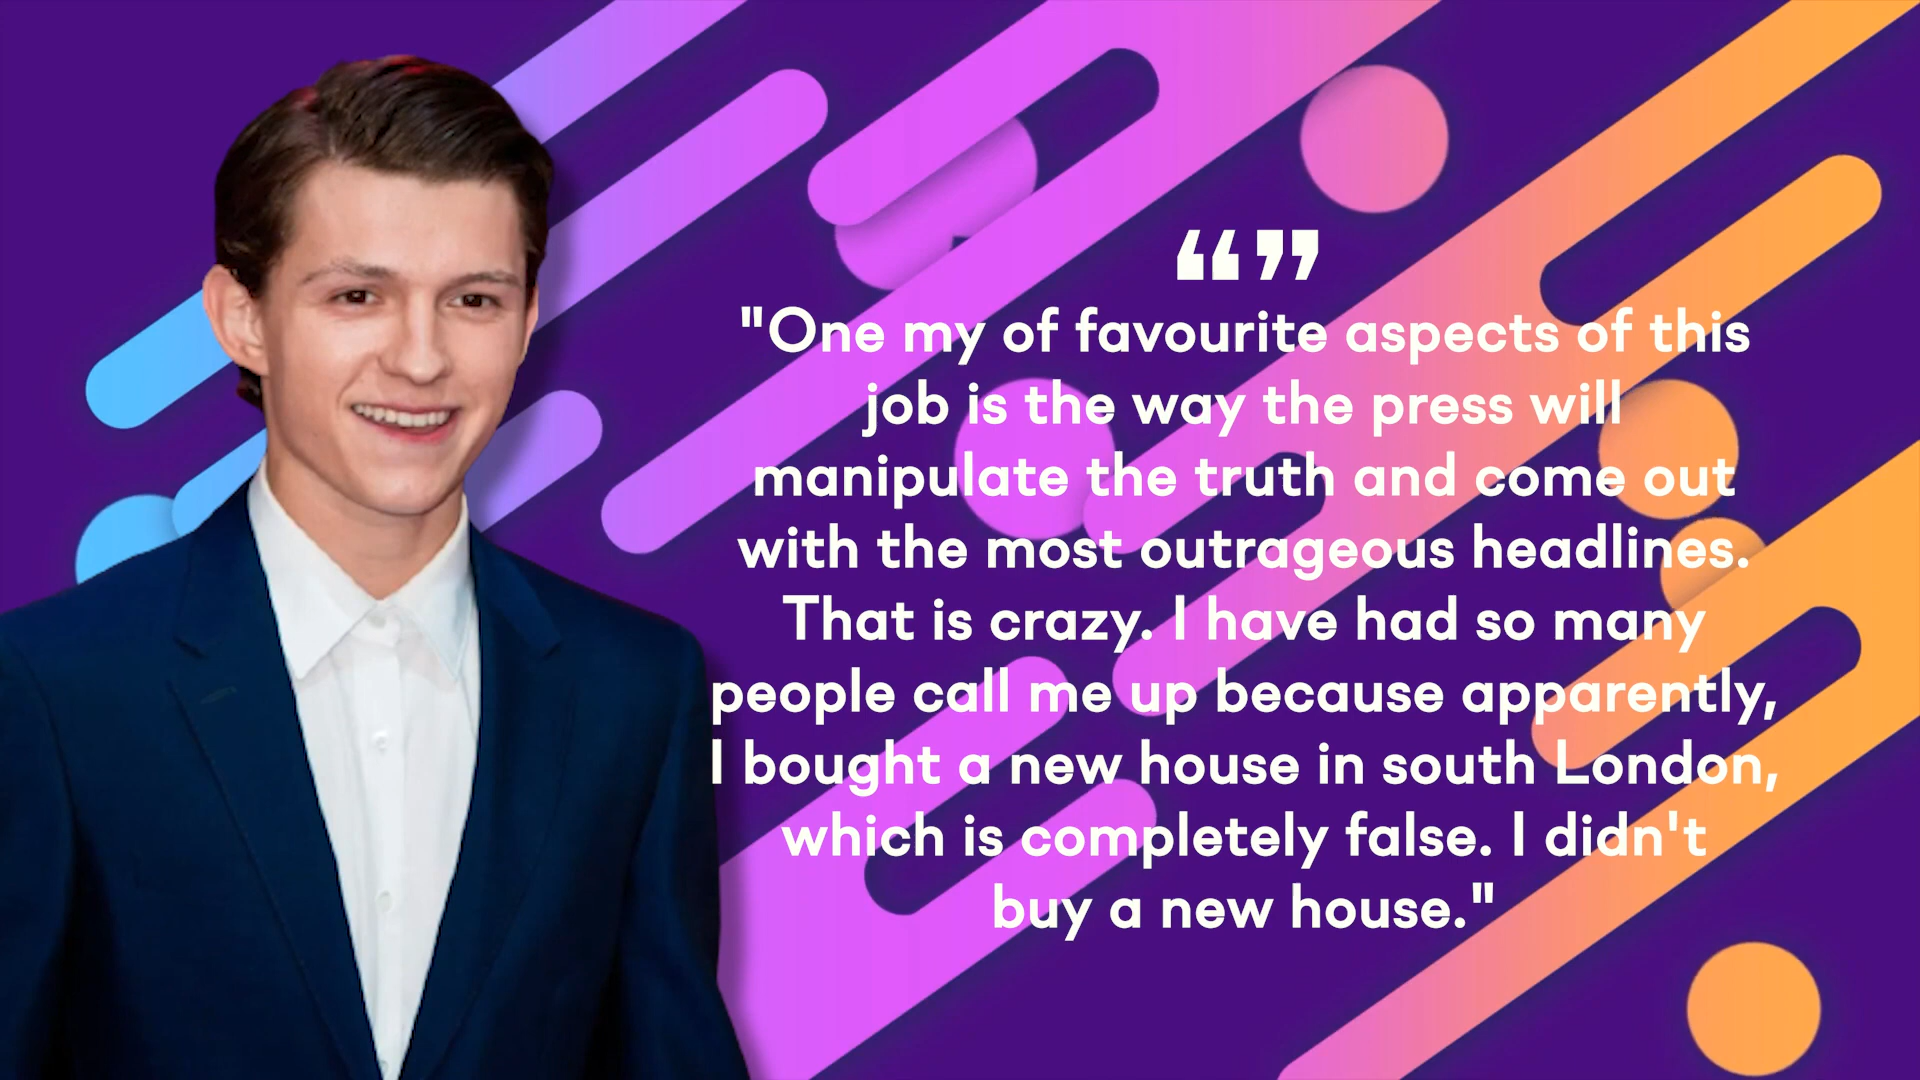 “”
"One my of favourite aspects of this
job is the way the press will
manipulate the truth and come out
with the most outrageous headlines.
That is crazy. I have had so many
people call me up because apparently,
I bought a new house in south London,
which is completely false. I didn't
buy a new house."